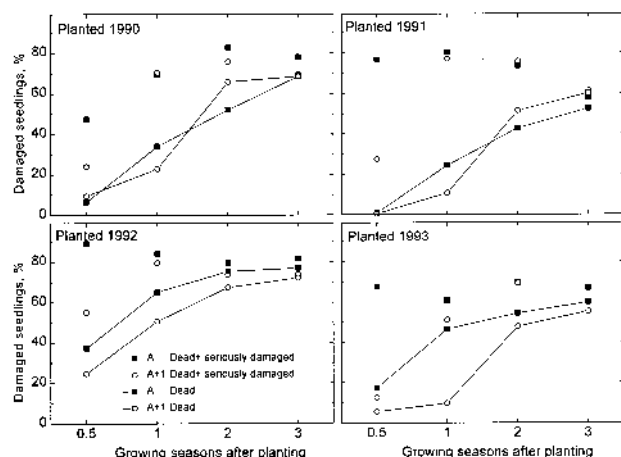 Planted 1990
Damaged seedlings, %
80
60
40
20
0
Planted 1991
Planted 1992
Damaged seedlings, %
80
60
40
20
0
A Dead+ seriously damaged
A+1 Dead+ seriously damaged
A Dead
A+1 Dead
0.5 1 2 3
Growing seasons after planting
Planted 1993
0.5 1 2 3
Growing seasons after planting